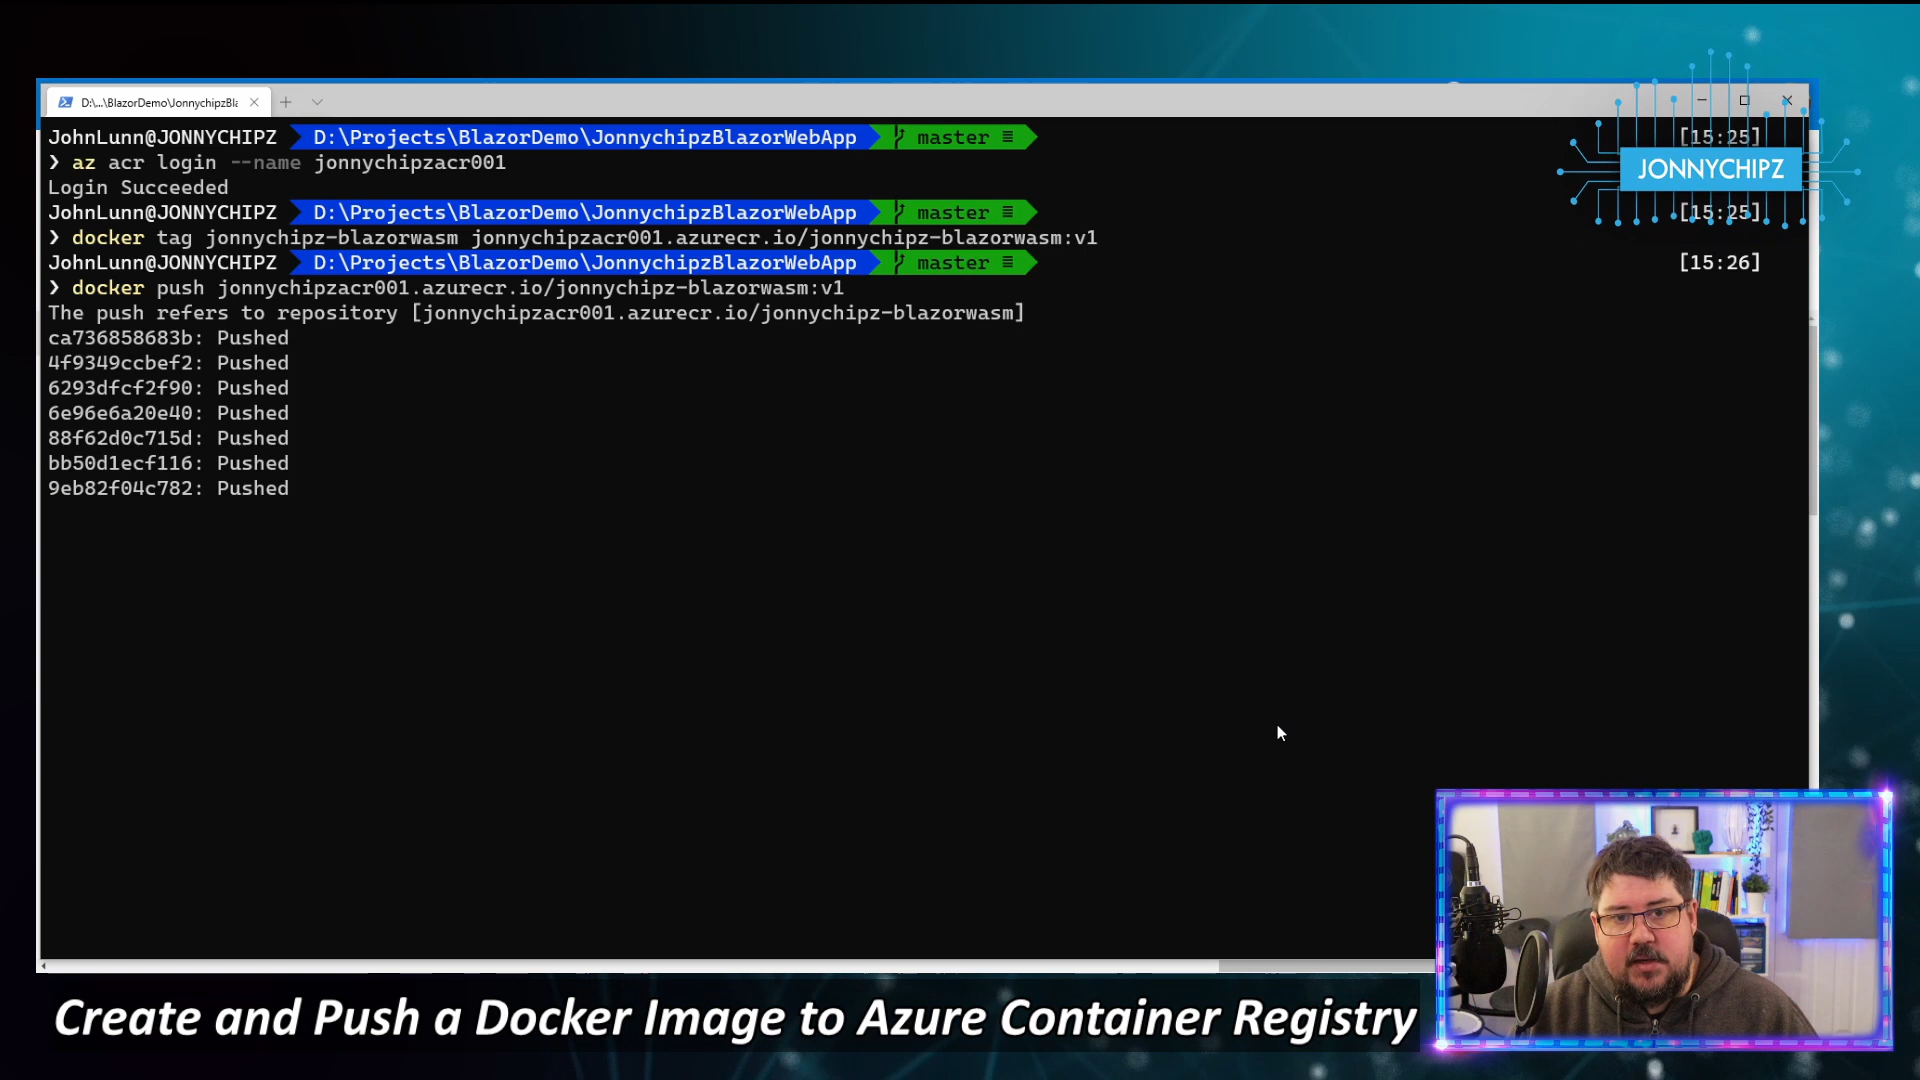 D:\...\BlazorDemo\JonnychipzBla
JohnLunn@JONNYCHIPZ D:\Projects\BlazorDemo\JonnychipzBlazorWebApp master ≡ [15:25]
❯ az acr login --name jonnychipzacr001
Login Succeeded
JONNYCHIPZ
JohnLunn@JONNYCHIPZ D:\Projects\BlazorDemo\JonnychipzBlazorWebApp master ≡ [15:25]
❯ docker tag jonnychipz-blazorwasm jonnychipzacr001.azurecr.io/jonnychipz-blazorwasm:v1
JohnLunn@JONNYCHIPZ D:\Projects\BlazorDemo\JonnychipzBlazorWebApp master ≡ [15:26]
❯ docker push jonnychipzacr001.azurecr.io/jonnychipz-blazorwasm:v1
The push refers to repository [jonnychipzacr001.azurecr.io/jonnychipz-blazorwasm]
ca736858683b: Pushed
4f9349ccbef2: Pushed
6293dfcf2f90: Pushed
6e96e6a20e40: Pushed
88f62d0c715d: Pushed
bb50d1ecf116: Pushed
9eb82f04c782: Pushed
Create and Push a Docker Image to Azure Container Registry